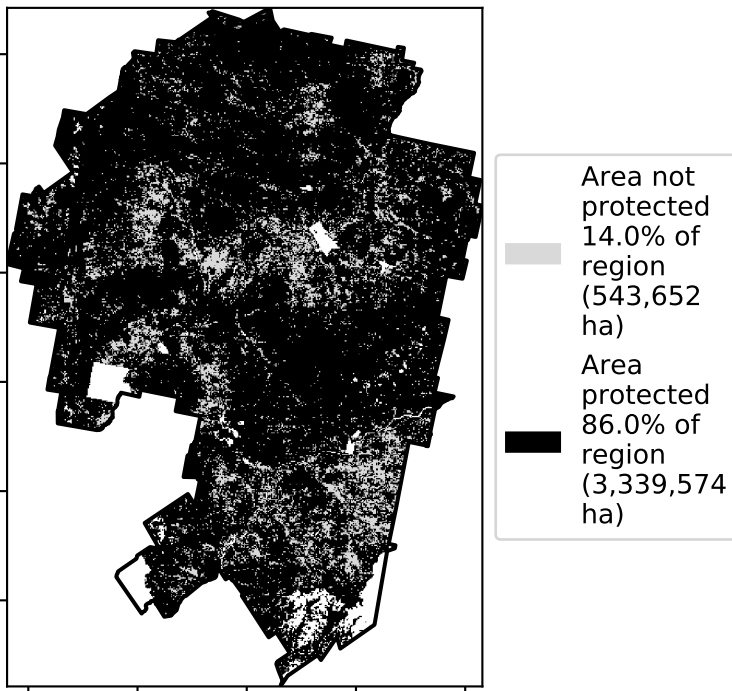 Area not
protected
14.0% of
region
(543,652
ha)
Area
protected
86.0% of
region
(3,339,574
ha)